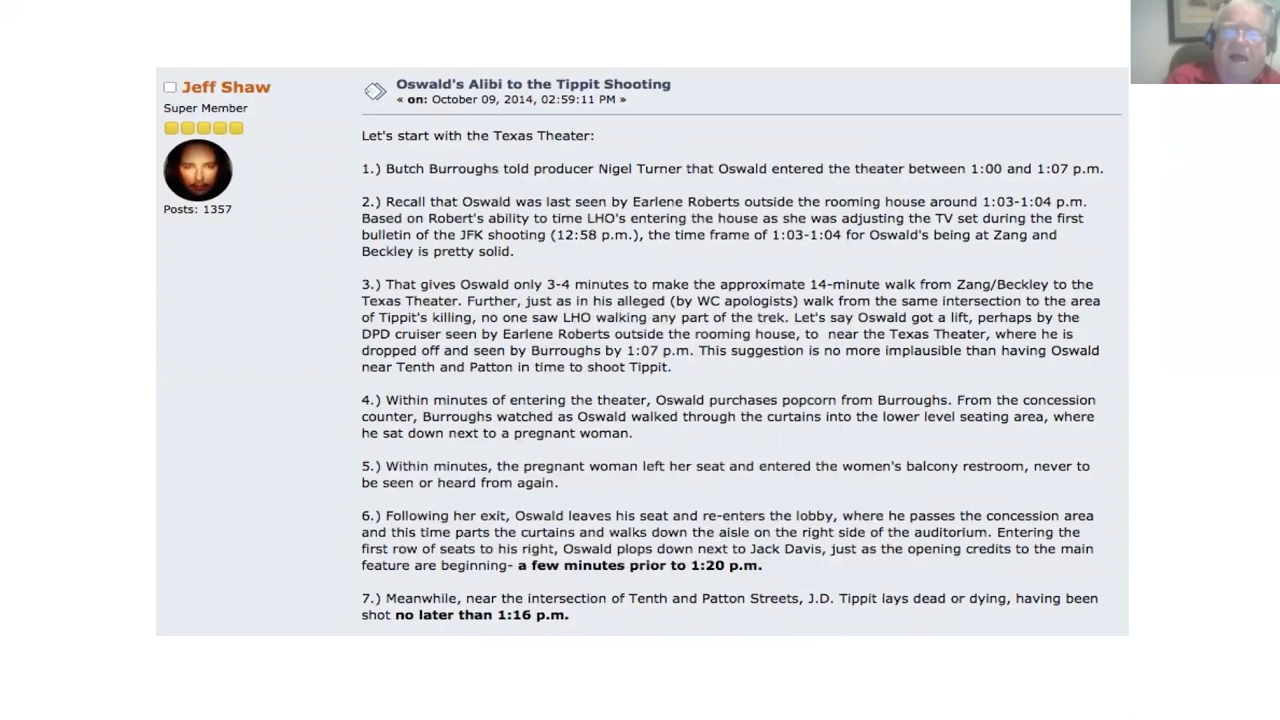 Jeff Shaw
Super Member
Posts: 1357
Oswald's Alibi to the Tippit Shooting
« on: October 09, 2014, 02:59:11 PM »
Let's start with the Texas Theater:
1.) Butch Burroughs told producer Nigel Turner that Oswald entered the theater between 1:00 and 1:07 p.m.
2.) Recall that Oswald was last seen by Earlene Roberts outside the rooming house around 1:03-1:04 p.m.
Based on Robert's ability to time LHO's entering the house as she was adjusting the TV set during the first
bulletin of the JFK shooting (12:58 p.m.), the time frame of 1:03-1:04 for Oswald's being at Zang and
Beckley is pretty solid.
3.) That gives Oswald only 3-4 minutes to make the approximate 14-minute walk from Zang/Beckley to the
Texas Theater. Further, just as in his alleged (by WC apologists) walk from the same intersection to the area
of Tippit's killing, no one saw LHO walking any part of the trek. Let's say Oswald got a lift, perhaps by the
DPD cruiser seen by Earlene Roberts outside the rooming house, to near the Texas Theater, where he is
dropped off and seen by Burroughs by 1:07 p.m. This suggestion is no more implausible than having Oswald
near Tenth and Patton in time to shoot Tippit.
4.) Within minutes of entering the theater, Oswald purchases popcorn from Burroughs. From the concession
counter, Burroughs watched as Oswald walked through the curtains into the lower level seating area, where
he sat down next to a pregnant woman.
5.) Within minutes, the pregnant woman left her seat and entered the women's balcony restroom, never to
be seen or heard from again.
6.) Following her exit, Oswald leaves his seat and re-enters the lobby, where he passes the concession area
and this time parts the curtains and walks down the aisle on the right side of the auditorium. Entering the
first row of seats to his right, Oswald plops down next to Jack Davis, just as the opening credits to the main
feature are beginning- a few minutes prior to 1:20 p.m.
7.) Meanwhile, near the intersection of Tenth and Patton Streets, J.D. Tippit lays dead or dying, having been
shot no later than 1:16 p.m.